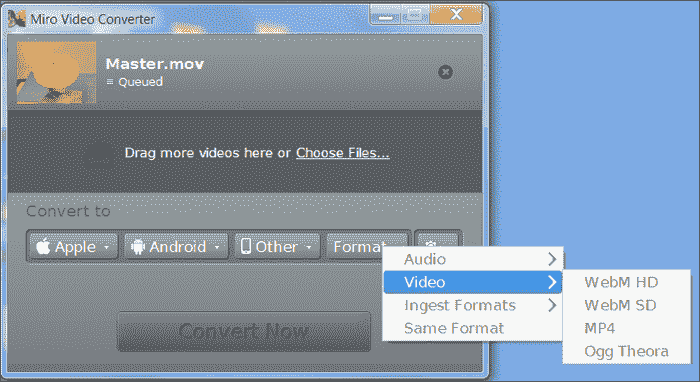 Miro Video Converter
Master.mov
≡ Queued
Drag more videos here or Choose Files...
Convert to
Apple
Android
Other
Format
Audio
Video
Ingest Formats
Same Format
WebM HD
WebM SD
MP4
Ogg Theora
Convert Now